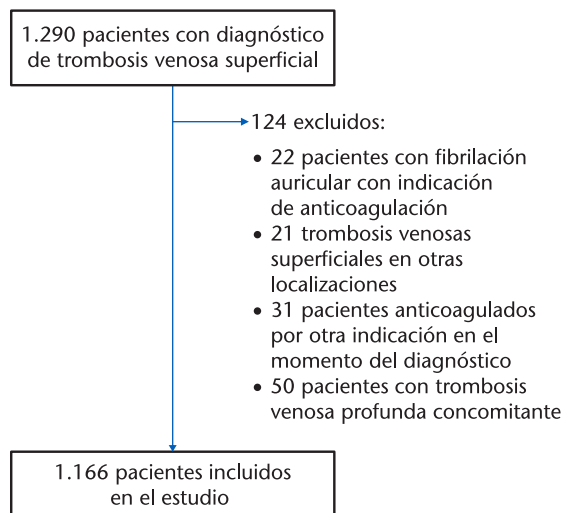 1.290 pacientes con diagnóstico
de trombosis venosa superficial
124 excluidos:
• 22 pacientes con fibrilación
auricular con indicación
de anticoagulación
• 21 trombosis venosas
superficiales en otras
localizaciones
• 31 pacientes anticoagulados
por otra indicación en el
momento del diagnóstico
• 50 pacientes con trombosis
venosa profunda concomitante
1.166 pacientes incluidos
en el estudio